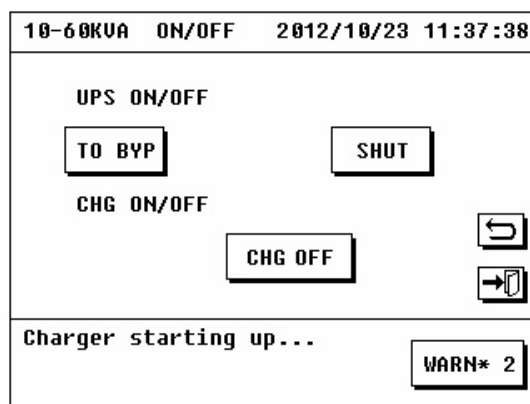 10-60KVA ON/OFF 2012/10/23 11:37:38
UPS ON/OFF
TO BYP SHUT
CHG ON/OFF
CHG OFF
Charger starting up...
WARN* 2